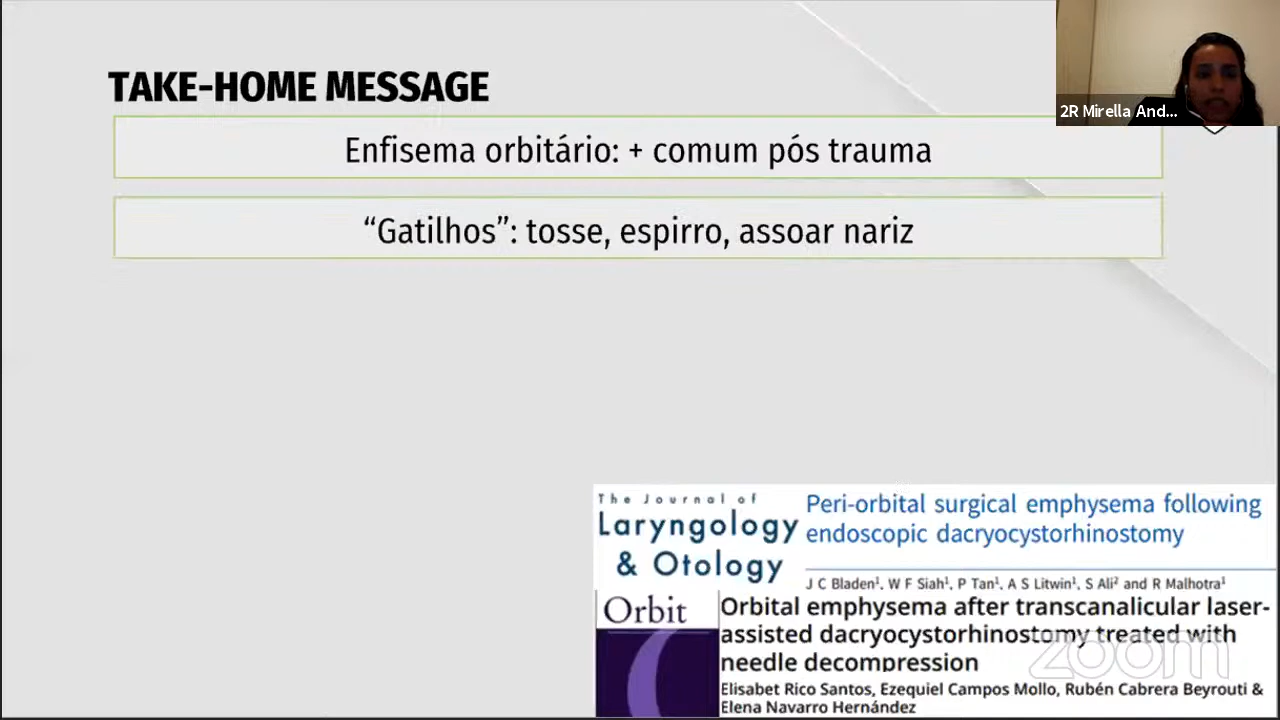 TAKE-HOME MESSAGE
2R Mirella And...
Enfisema orbitário: + comum pós trauma
“Gatilhos”: tosse, espirro, assoar nariz
The Journal of
Laryngology
& Otology
Peri-orbital surgical emphysema following
endoscopic dacryocystorhinostomy
J C Bladen¹, W F Siah¹, P Tan¹, A S Litwin¹, S Ali² and R Malhotra¹
Orbit
Orbital emphysema after transcanalicular laser-
assisted dacryocystorhinostomy treated with
needle decompression
Elisabet Rico Santos, Ezequiel Campos Mollo, Rubén Cabrera Beyrouti &
Elena Navarro Hernández
zoom